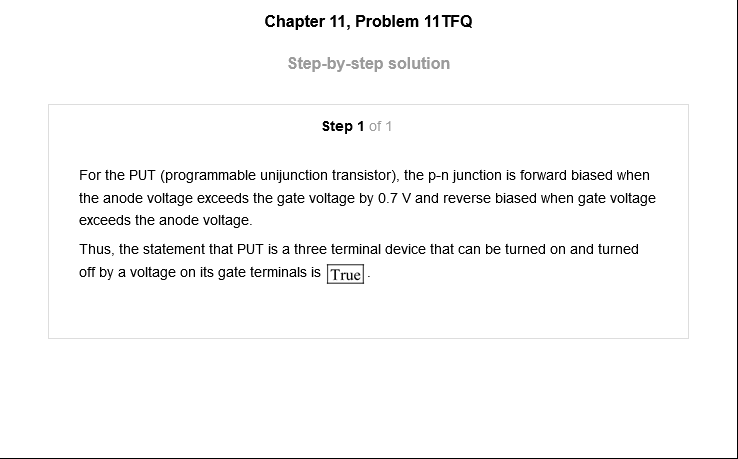 Chapter 11, Problem 11TFQ
Step-by-step solution
Step 1 of 1
For the PUT (programmable unijunction transistor), the p-n junction is forward biased when
the anode voltage exceeds the gate voltage by 0.7 V and reverse biased when gate voltage
exceeds the anode voltage.
Thus, the statement that PUT is a three terminal device that can be turned on and turned
off by a voltage on its gate terminals is True.